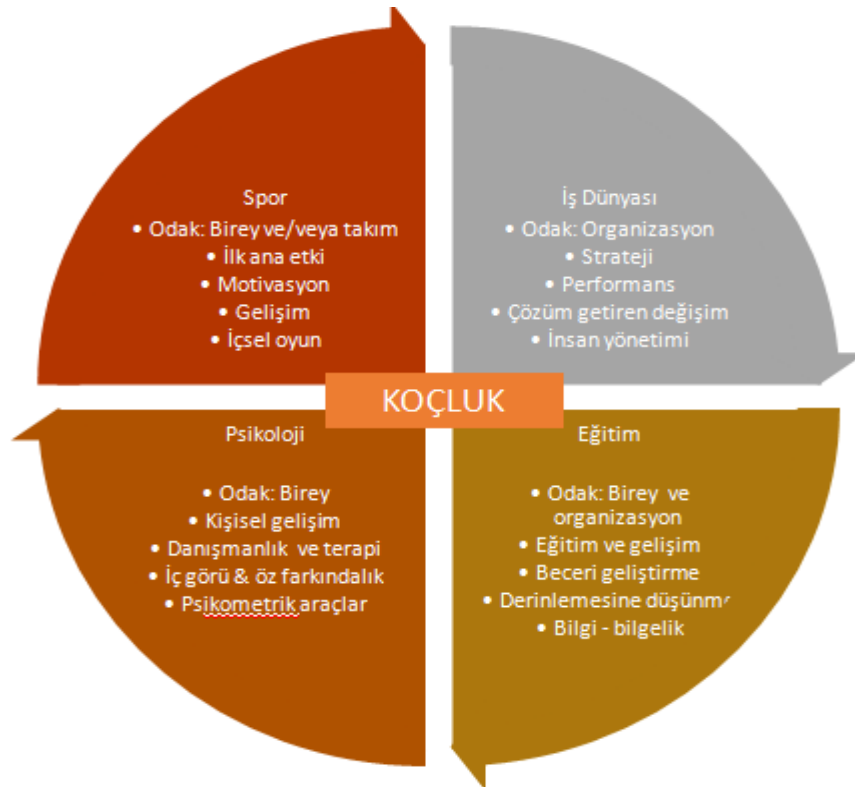 Spor
• Odak: Birey ve/veya takım
• İlk ana etki
• Motivasyon
• Gelişim
• İçsel oyun
İş Dünyası
• Odak: Organizasyon
• Strateji
• Performans
• Çözüm getiren değişim
• İnsan yönetimi
KOÇLUK
Psikoloji
• Odak: Birey
• Kişisel gelişim
• Danışmanlık ve terapi
• İç görü & öz farkındalık
• Psikometrik araçlar
Eğitim
• Odak: Birey ve
organizasyon
• Eğitim ve gelişim
• Beceri geliştirme
• Derinlemesine düşünme
• Bilgi - bilgelik